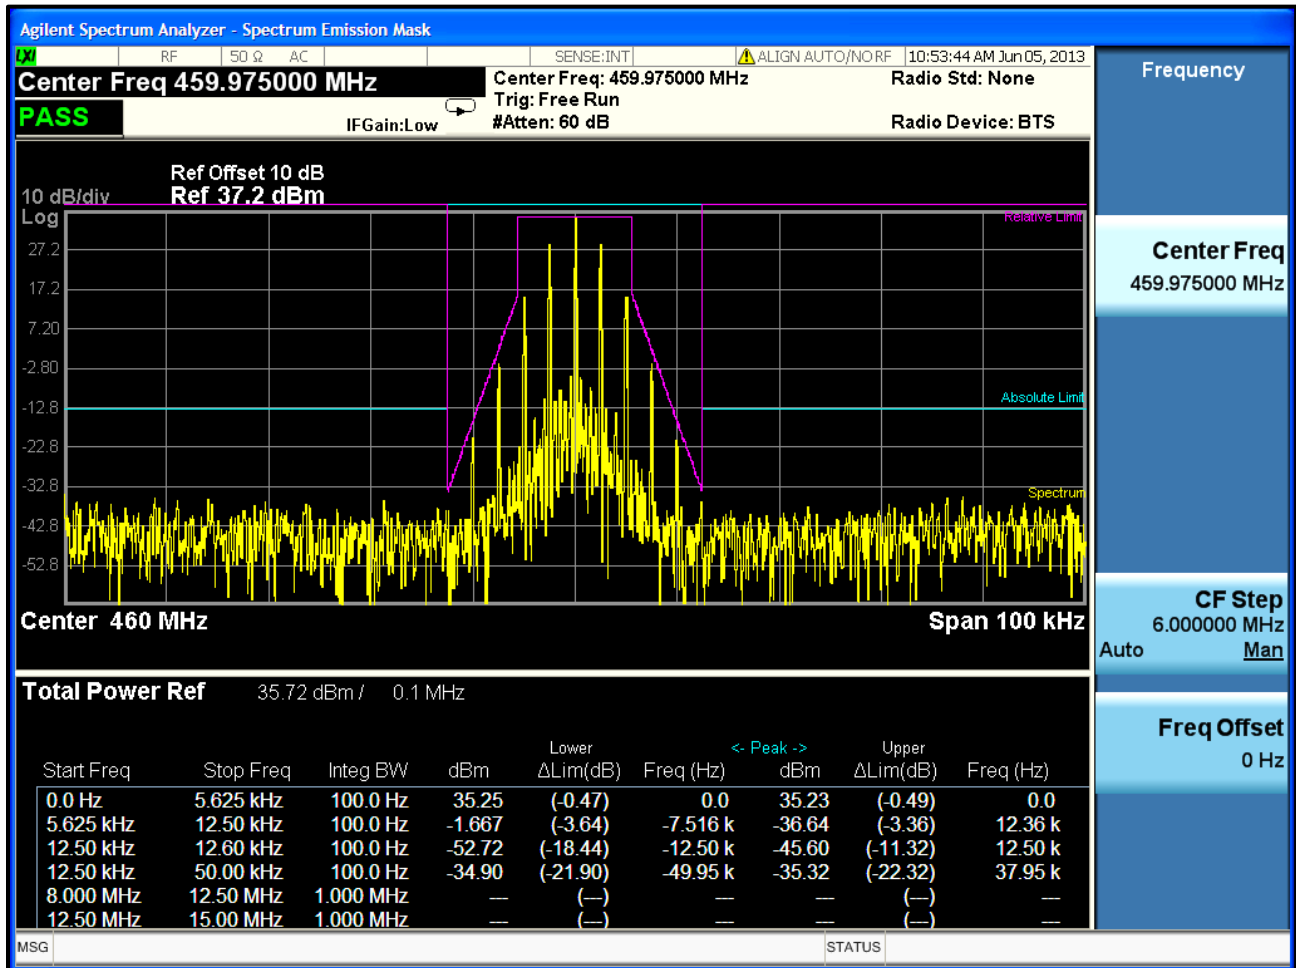 Agilent Spectrum Analyzer - Spectrum Emission Mask
LXI RF 50 Ω AC SENSE:INT ALIGN AUTO/NO RF 10:53:44 AM Jun 05, 2013
Center Freq 459.975000 MHz
Center Freq: 459.975000 MHz
Radio Std: None
Trig: Free Run
PASS
IFGain:Low
#Atten: 60 dB
Radio Device: BTS
Ref Offset 10 dB
10 dB/div Ref 37.2 dBm
Log
Relative Limit
27.2
17.2
7.20
-2.80
-12.8
Absolute Limit
-22.8
-32.8
Spectrum
-42.8
-52.8
Center 460 MHz Span 100 kHz
Total Power Ref 35.72 dBm / 0.1 MHz
Lower <- Peak -> Upper
Start Freq Stop Freq Integ BW dBm ΔLim(dB) Freq (Hz) dBm ΔLim(dB) Freq (Hz)
0.0 Hz 5.625 kHz 100.0 Hz 35.25 (-0.47) 0.0 35.23 (-0.49) 0.0
5.625 kHz 12.50 kHz 100.0 Hz -1.667 (-3.64) -7.516 k -36.64 (-3.36) 12.36 k
12.50 kHz 12.60 kHz 100.0 Hz -52.72 (-18.44) -12.50 k -45.60 (-11.32) 12.50 k
12.50 kHz 50.00 kHz 100.0 Hz -34.90 (-21.90) -49.95 k -35.32 (-22.32) 37.95 k
8.000 MHz 12.50 MHz 1.000 MHz --- (---) --- --- (---) ---
12.50 MHz 15.00 MHz 1.000 MHz --- (---) --- --- (---) ---
MSG STATUS
Frequency
Center Freq
459.975000 MHz
CF Step
6.000000 MHz
Auto Man
Freq Offset
0 Hz